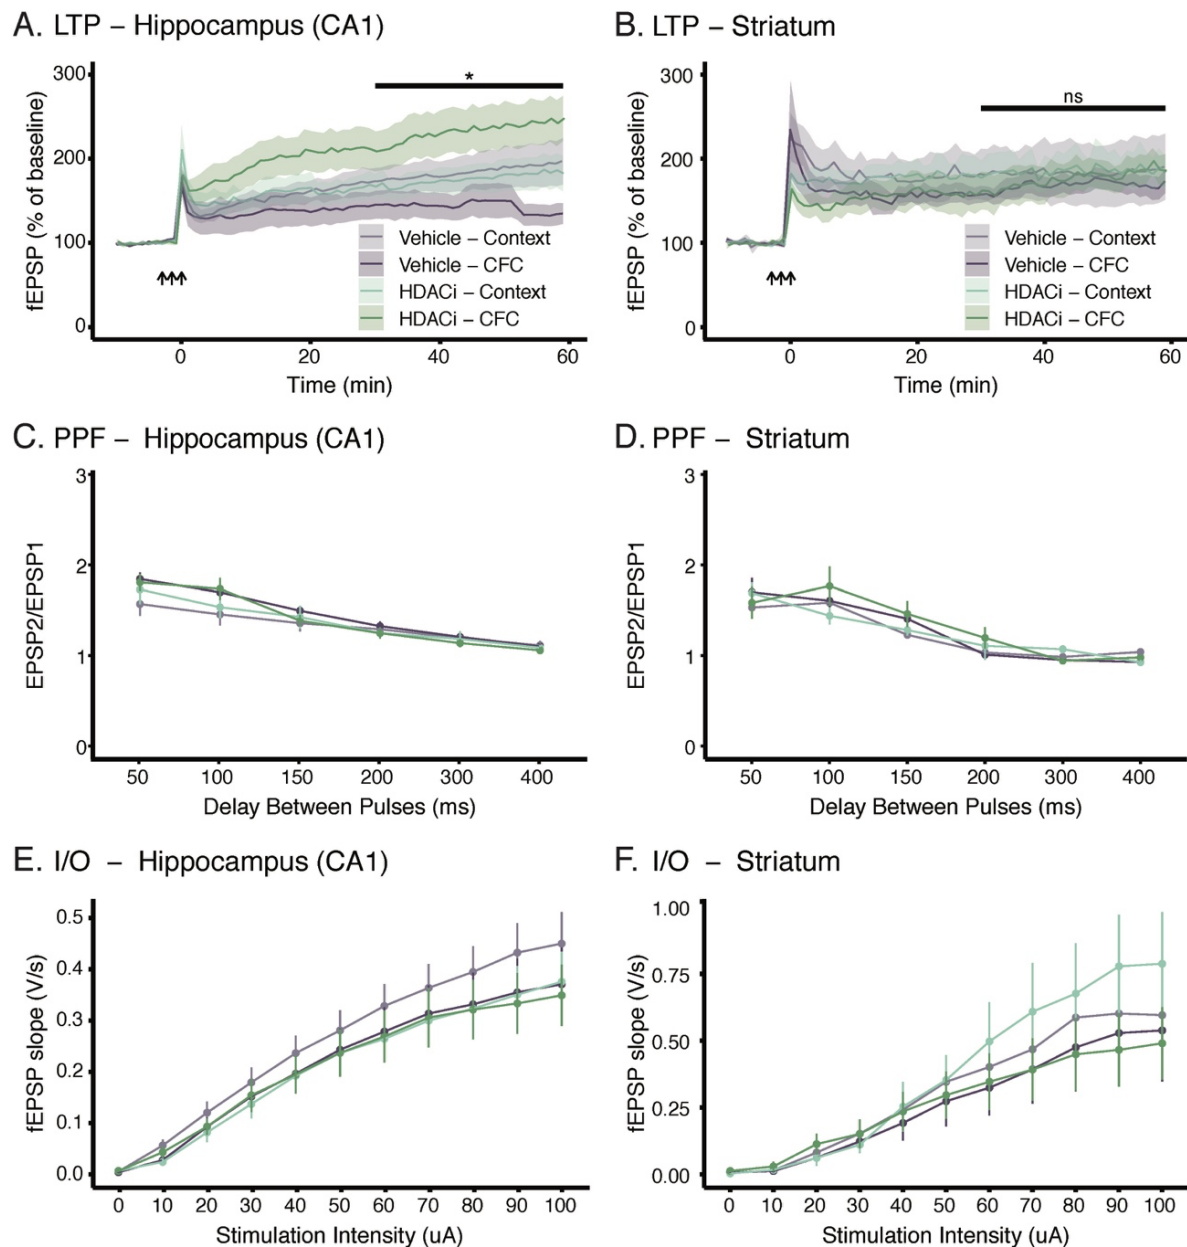 A. LTP – Hippocampus (CA1)
fEPSP (% of baseline)
300
200
100
0
*
Vehicle – Context
Vehicle – CFC
HDACi – Context
HDACi – CFC
0 20 40 60
Time (min)
B. LTP – Striatum
fEPSP (% of baseline)
300
200
100
0
ns
Vehicle – Context
Vehicle – CFC
HDACi – Context
HDACi – CFC
0 20 40 60
Time (min)
C. PPF – Hippocampus (CA1)
EPSP2/EPSP1
3
2
1
0
50 100 150 200 300 400
Delay Between Pulses (ms)
D. PPF – Striatum
EPSP2/EPSP1
3
2
1
0
50 100 150 200 300 400
Delay Between Pulses (ms)
E. I/O – Hippocampus (CA1)
fEPSP slope (V/s)
0.5
0.4
0.3
0.2
0.1
0.0
0 10 20 30 40 50 60 70 80 90 100
Stimulation Intensity (uA)
F. I/O – Striatum
fEPSP slope (V/s)
1.00
0.75
0.50
0.25
0.00
0 10 20 30 40 50 60 70 80 90 100
Stimulation Intensity (uA)